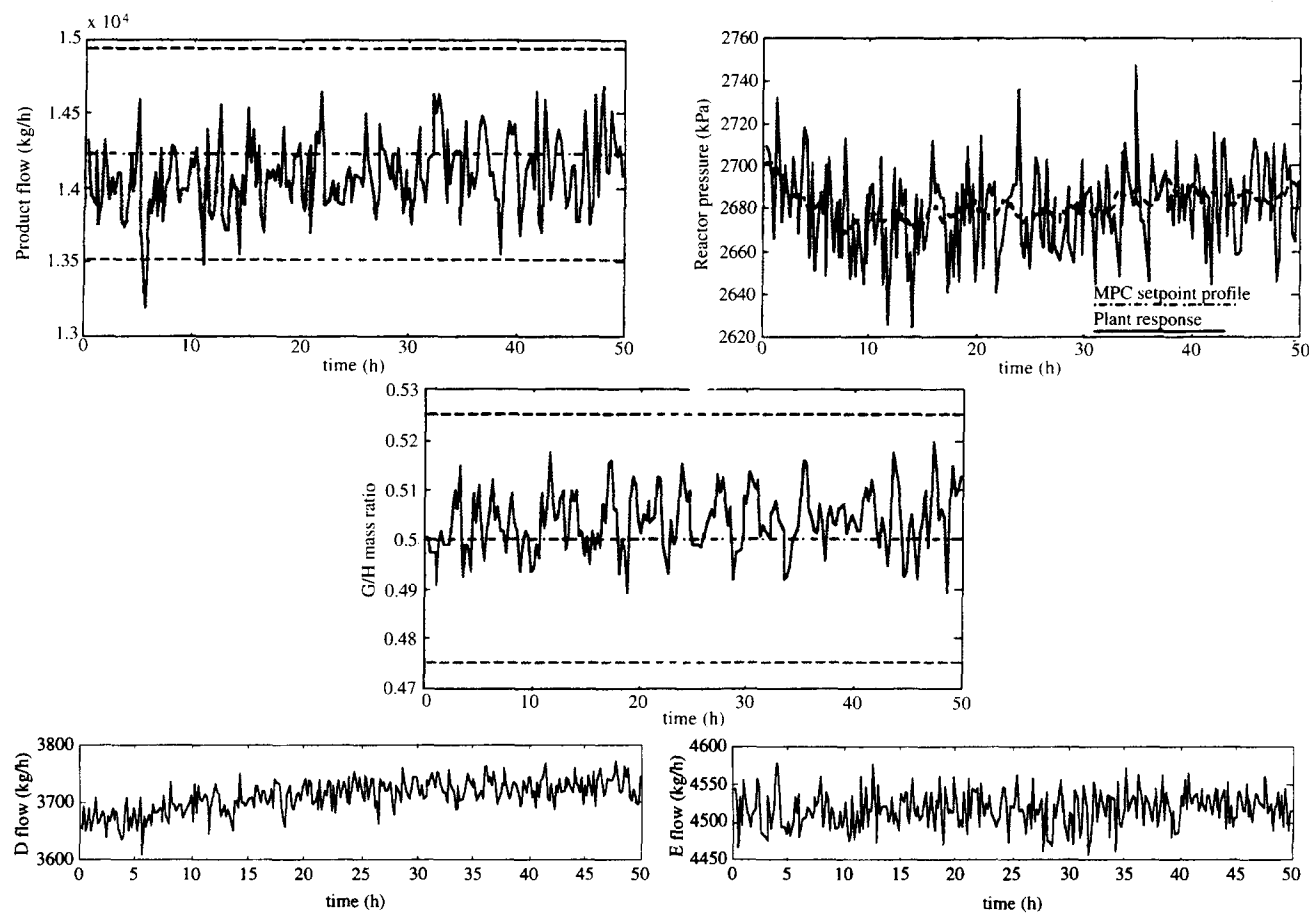 x 10⁴
1.5
1.45
1.4
1.35
1.3
Product flow (kg/h)
0 10 20 30 40 50
time (h)
2760
2740
2720
2700
2680
2660
2640
2620
Reactor pressure (kPa)
MPC setpoint profile
Plant response
0 10 20 30 40 50
time (h)
0.53
0.52
0.51
0.5
0.49
0.48
0.47
G/H mass ratio
0 10 20 30 40 50
time (h)
3800
3700
3600
D flow (kg/h)
0 5 10 15 20 25 30 35 40 45 50
time (h)
4600
4550
4500
4450
E flow (kg/h)
0 5 10 15 20 25 30 35 40 45 50
time (h)